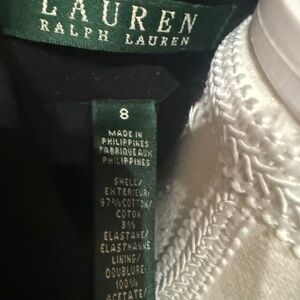 LAUREN
RALPH LAUREN
8
MADE IN
PHILIPPINES
FABRIQUE AUX
PHILIPPINES
SHELL/
EXTERIEUR:
97% COTTON/
COTON
3%
ELASTANE/
ELASTHANNE
LINING/
DOUBLURE:
100%
ACETATE/